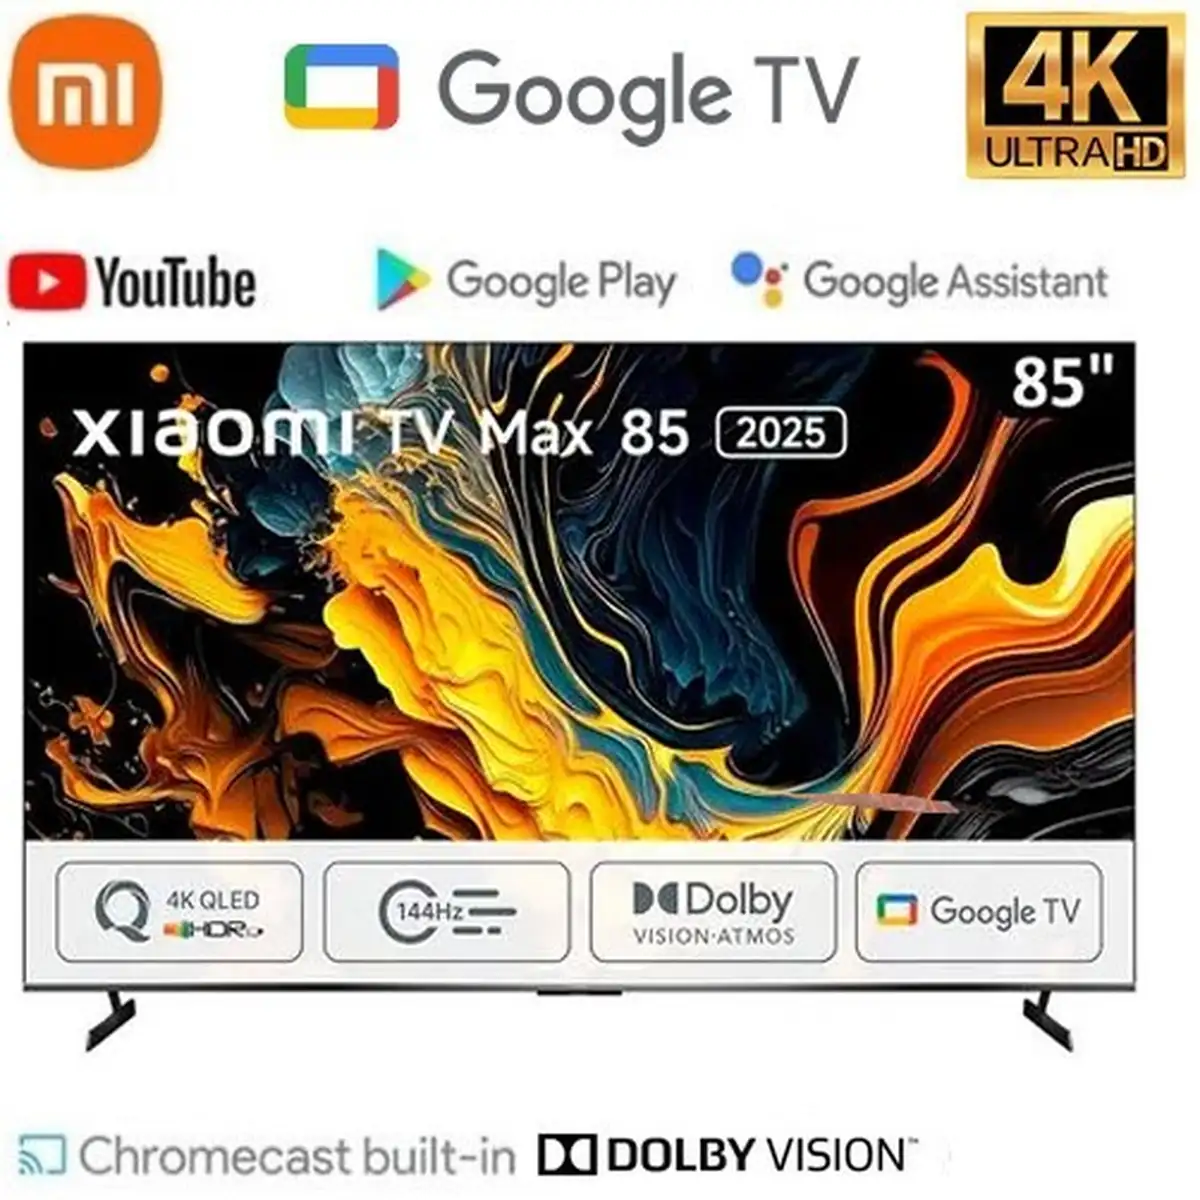 mi
Google TV
4K
ULTRA HD
YouTube
Google Play
Google Assistant
85"
xiaomi TV Max 85 2025
4K QLED
HDR
144Hz
Dolby
VISION·ATMOS
Google TV
Chromecast built-in
DOLBY VISION™